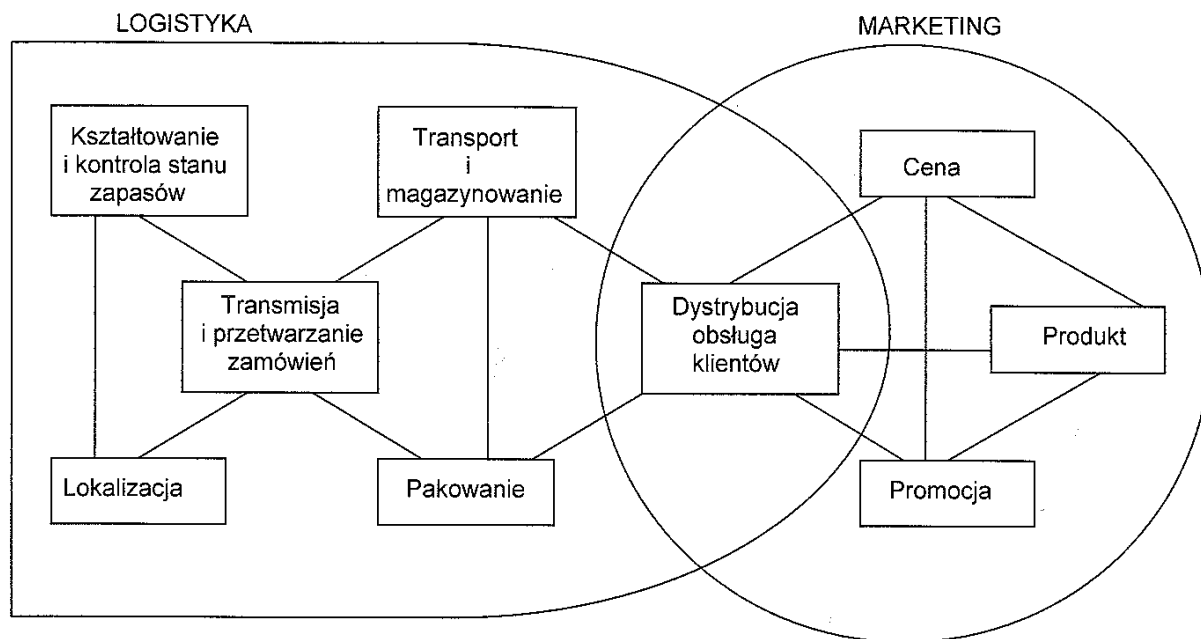 LOGISTYKA
MARKETING
Kształtowanie
i kontrola stanu
zapasów
Transport
i
magazynowanie
Cena
Transmisja
i przetwarzanie
zamówień
Dystrybucja
obsługa
klientów
Produkt
Lokalizacja
Pakowanie
Promocja